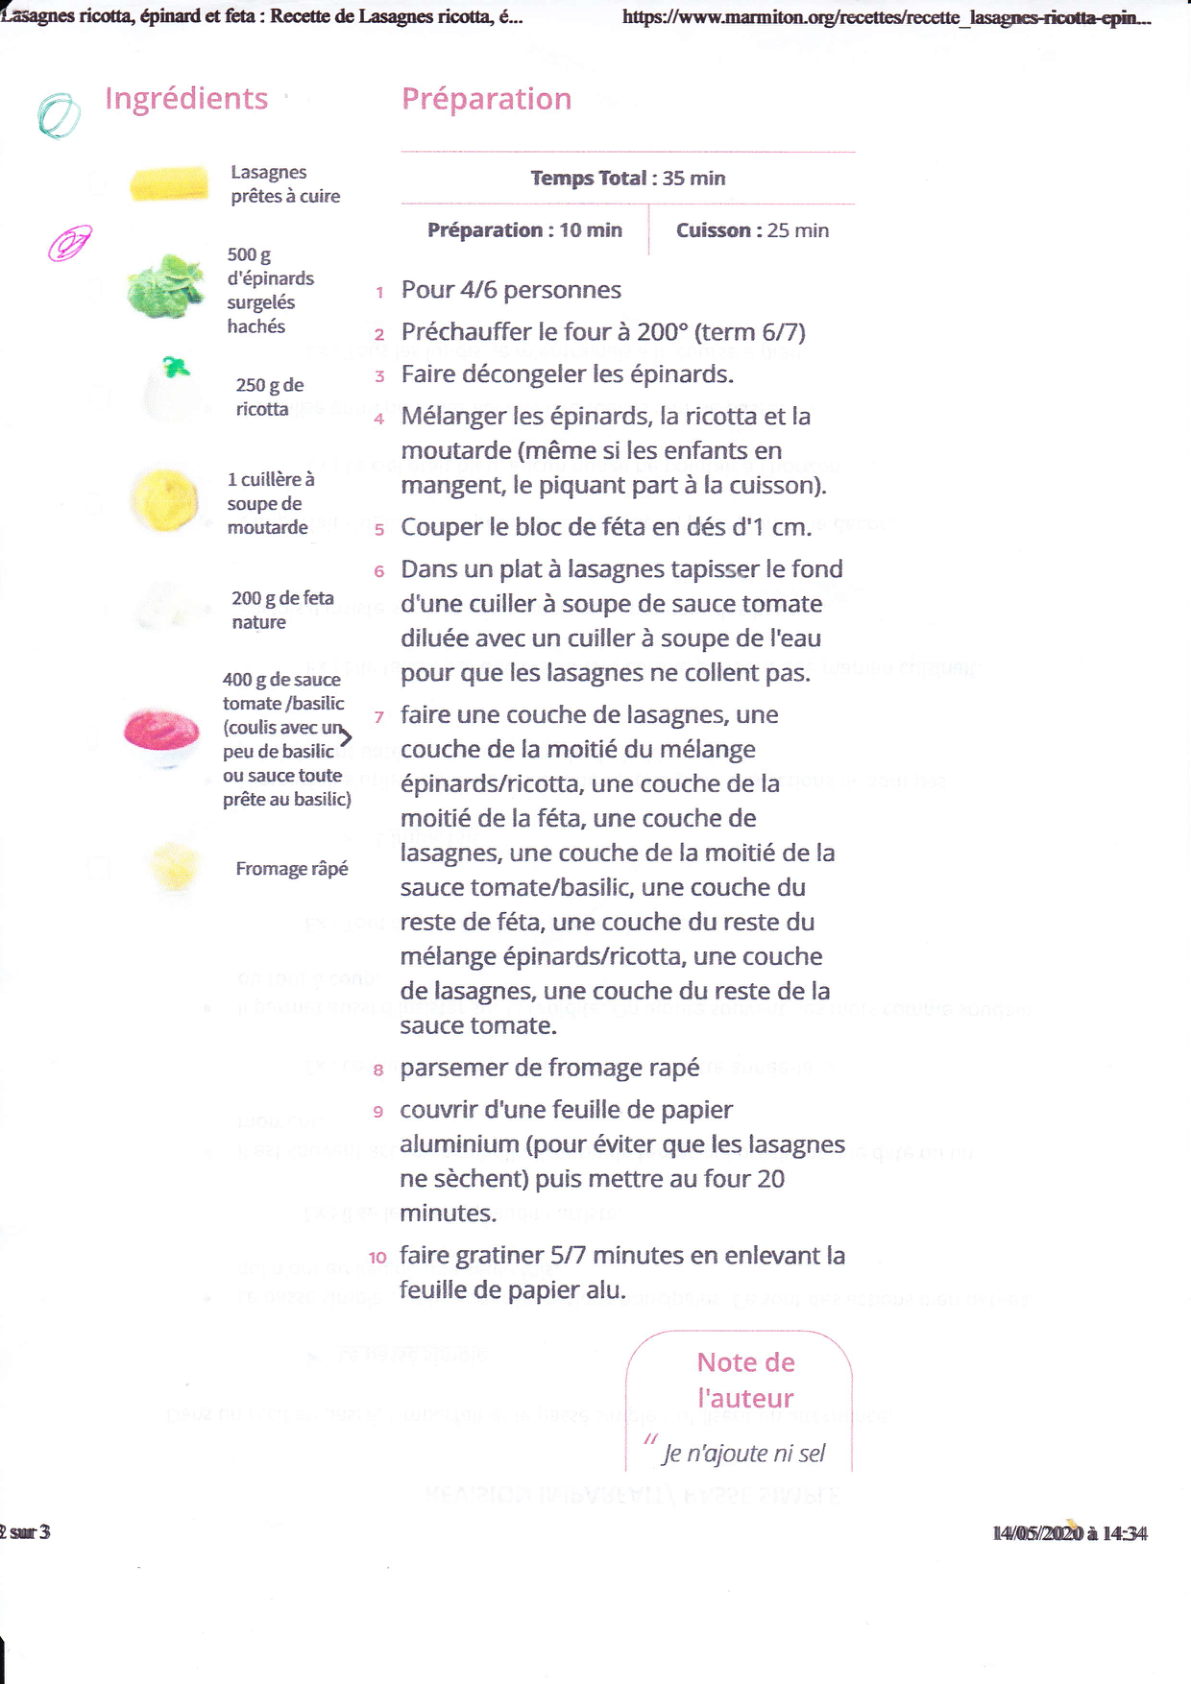 Lasagnes ricotta, épinard et feta : Recette de Lasagnes ricotta, é...
https://www.marmiton.org/recettes/recette_lasagnes-ricotta-epin...
Ingrédients
Lasagnes
prêtes à cuire
500 g
d'épinards
surgelés
hachés
250 g de
ricotta
1 cuillère à
soupe de
moutarde
200 g de feta
nature
400 g de sauce
tomate /basilic
(coulis avec un
peu de basilic
ou sauce toute
prête au basilic)
Fromage râpé
Préparation
Temps Total : 35 min
Préparation : 10 min
Cuisson : 25 min
1 Pour 4/6 personnes
2 Préchauffer le four à 200° (term 6/7)
3 Faire décongeler les épinards.
4 Mélanger les épinards, la ricotta et la
moutarde (même si les enfants en
mangent, le piquant part à la cuisson).
5 Couper le bloc de féta en dés d'1 cm.
6 Dans un plat à lasagnes tapisser le fond
d'une cuiller à soupe de sauce tomate
diluée avec un cuiller à soupe de l'eau
pour que les lasagnes ne collent pas.
7 faire une couche de lasagnes, une
couche de la moitié du mélange
épinards/ricotta, une couche de la
moitié de la féta, une couche de
lasagnes, une couche de la moitié de la
sauce tomate/basilic, une couche du
reste de féta, une couche du reste du
mélange épinards/ricotta, une couche
de lasagnes, une couche du reste de la
sauce tomate.
8 parsemer de fromage rapé
9 couvrir d'une feuille de papier
aluminium (pour éviter que les lasagnes
ne sèchent) puis mettre au four 20
minutes.
10 faire gratiner 5/7 minutes en enlevant la
feuille de papier alu.
Note de
l'auteur
“ Je n'ajoute ni sel
2 sur 3
14/05/2020 à 14:34